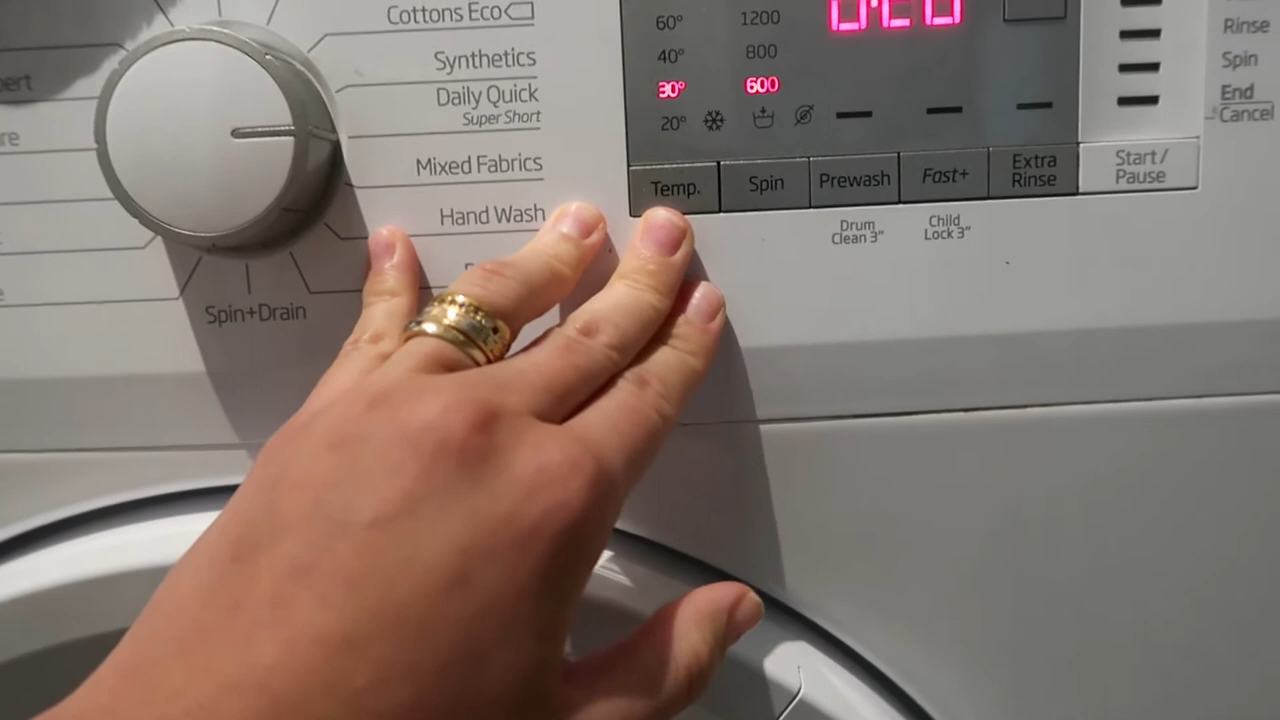 Cottons Eco
Synthetics
Daily Quick
Super Short
Mixed Fabrics
Hand Wash
Spin+Drain
60° 1200
40° 800
30° 600
20°
Temp. Spin Prewash Fast+ Extra Rinse Start/ Pause
Drum Clean 3" Child Lock 3"
Rinse
Spin
End
Cancel